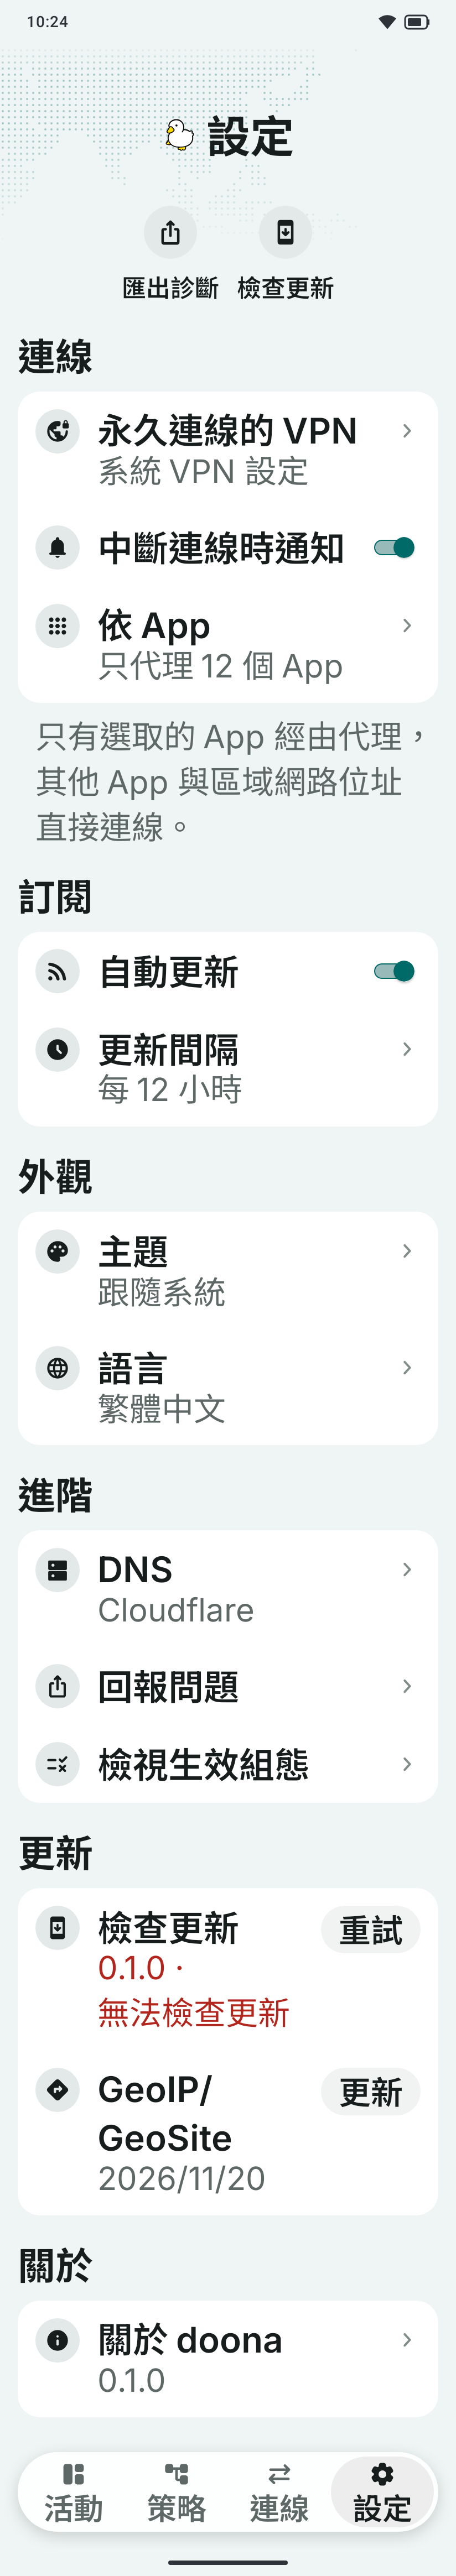 10:24
設定
匯出診斷
檢查更新
連線
永久連線的 VPN
系統 VPN 設定
中斷連線時通知
依 App
只代理 12 個 App
只有選取的 App 經由代理，
其他 App 與區域網路位址
直接連線。
訂閱
自動更新
更新間隔
每 12 小時
外觀
主題
跟隨系統
語言
繁體中文
進階
DNS
Cloudflare
回報問題
檢視生效組態
更新
檢查更新
重試
0.1.0 ·
無法檢查更新
GeoIP/
GeoSite
更新
2026/11/20
關於
關於 doona
0.1.0
活動
策略
連線
設定